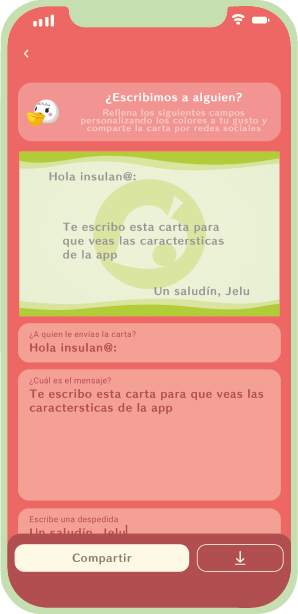 ¿Escribimos a alguien?
Rellena los siguientes campos
personalizando los colores a tu gusto y
comparte la carta por redes sociales
Hola insulan@:
Te escribo esta carta para
que veas las caractersticas
de la app
Un saludín, Jelu
¿A quien le envías la carta?
Hola insulan@:
¿Cuál es el mensaje?
Te escribo esta carta para que veas las
caractersticas de la app
Escribe una despedida
Un saludín, Jelu
Compartir